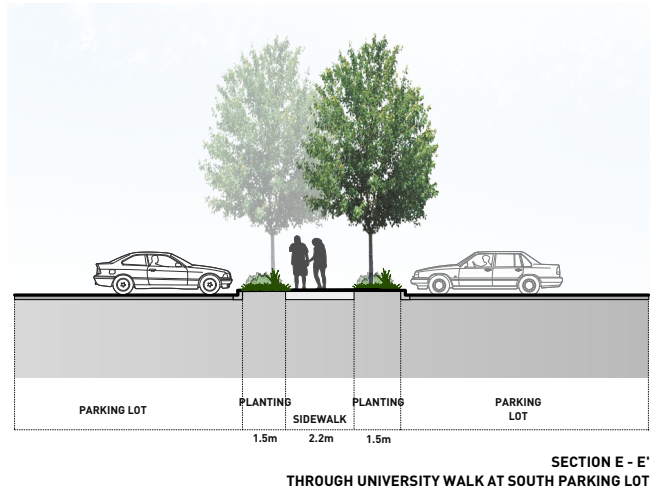 PARKING LOT
PLANTING
SIDEWALK
PLANTING
PARKING
LOT
1.5m
2.2m
1.5m
SECTION E - E'
THROUGH UNIVERSITY WALK AT SOUTH PARKING LOT